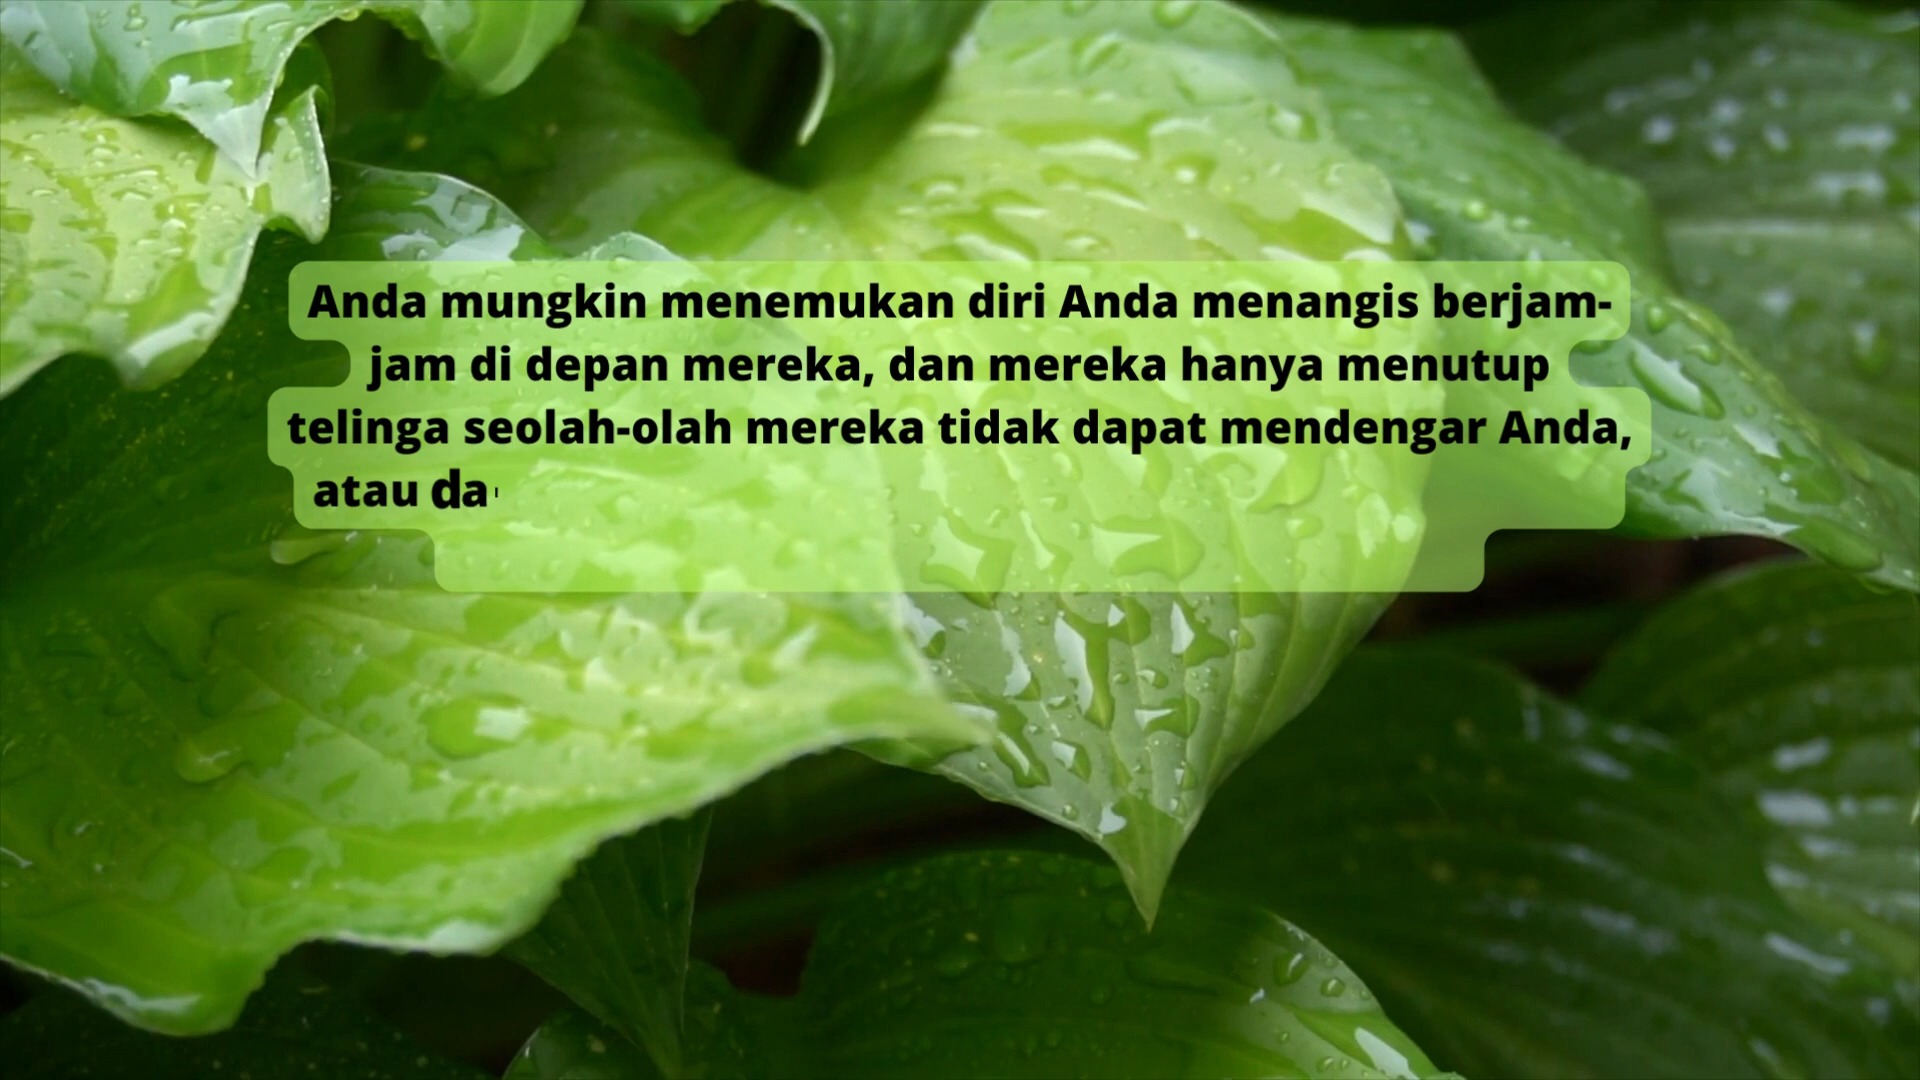 Anda mungkin menemukan diri Anda menangis berjam-
jam di depan mereka, dan mereka hanya menutup
telinga seolah-olah mereka tidak dapat mendengar Anda,
atau da